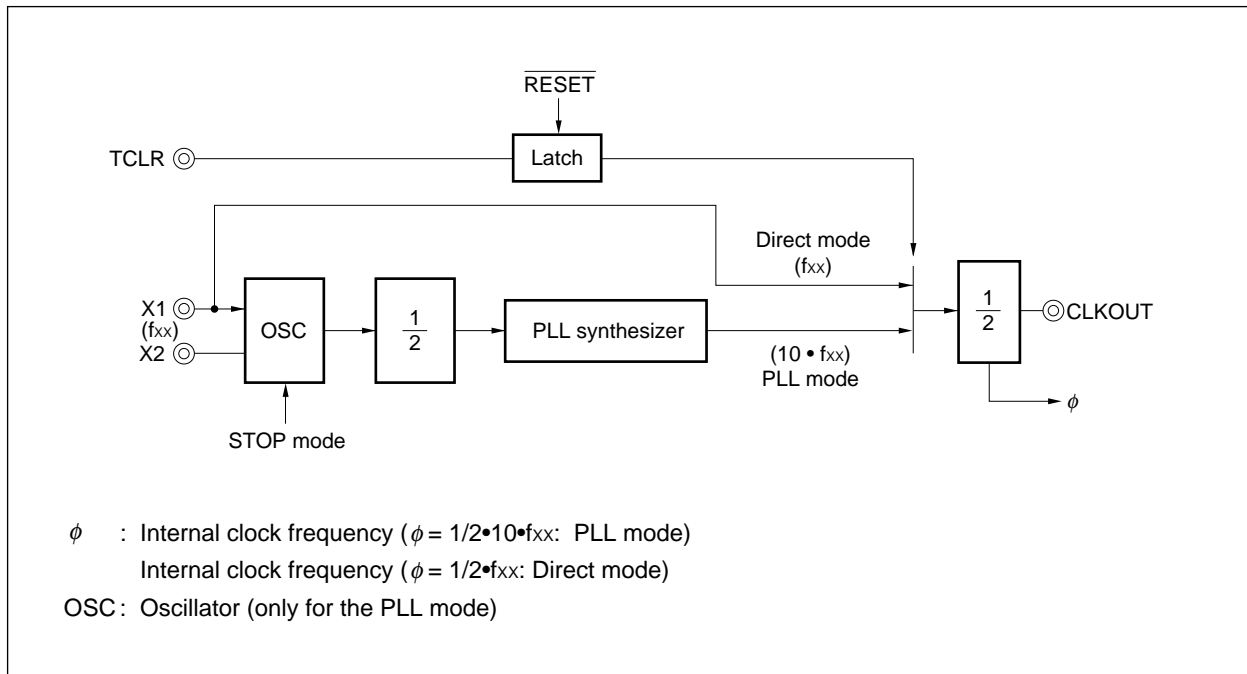 RESET
TCLR
Latch
Direct mode
(fxx)
X1
(fxx)
X2
OSC
1
2
PLL synthesizer
(10 • fxx)
PLL mode
1
2
CLKOUT
ϕ
STOP mode
ϕ : Internal clock frequency (ϕ = 1/2•10•fxx: PLL mode)
Internal clock frequency (ϕ = 1/2•fxx: Direct mode)
OSC : Oscillator (only for the PLL mode)